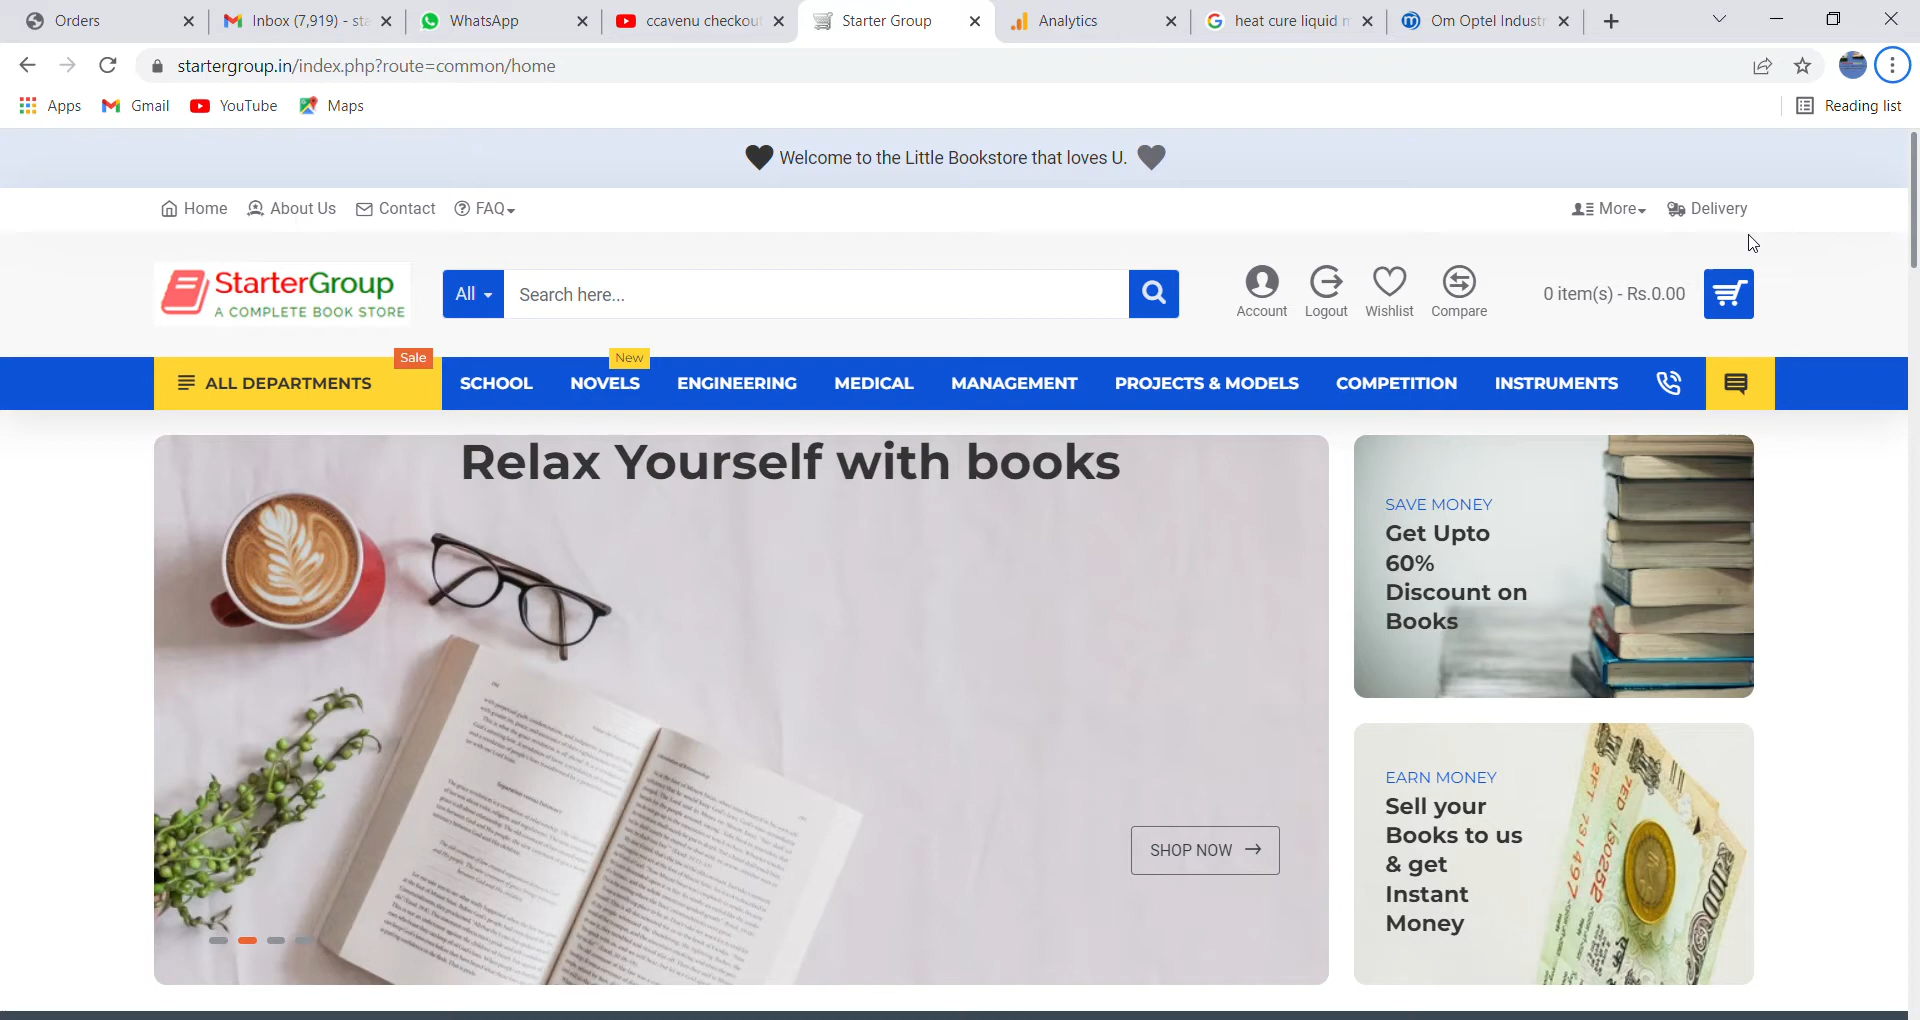 Orders
Inbox (7,919) - sta
WhatsApp
ccavenu checkou
Starter Group
Analytics
heat cure liquid m
Om Optel Industr
startergroup.in/index.php?route=common/home
Apps
Gmail
YouTube
Maps
Reading list
Welcome to the Little Bookstore that loves U.
Home
About Us
Contact
FAQ
More
Delivery
StarterGroup
A COMPLETE BOOK STORE
All
Search here...
Account
Logout
Wishlist
Compare
0 item(s) - Rs.0.00
Sale
New
ALL DEPARTMENTS
SCHOOL
NOVELS
ENGINEERING
MEDICAL
MANAGEMENT
PROJECTS & MODELS
COMPETITION
INSTRUMENTS
Relax Yourself with books
SHOP NOW
SAVE MONEY
Get Upto
60%
Discount on
Books
EARN MONEY
Sell your
Books to us
& get
Instant
Money